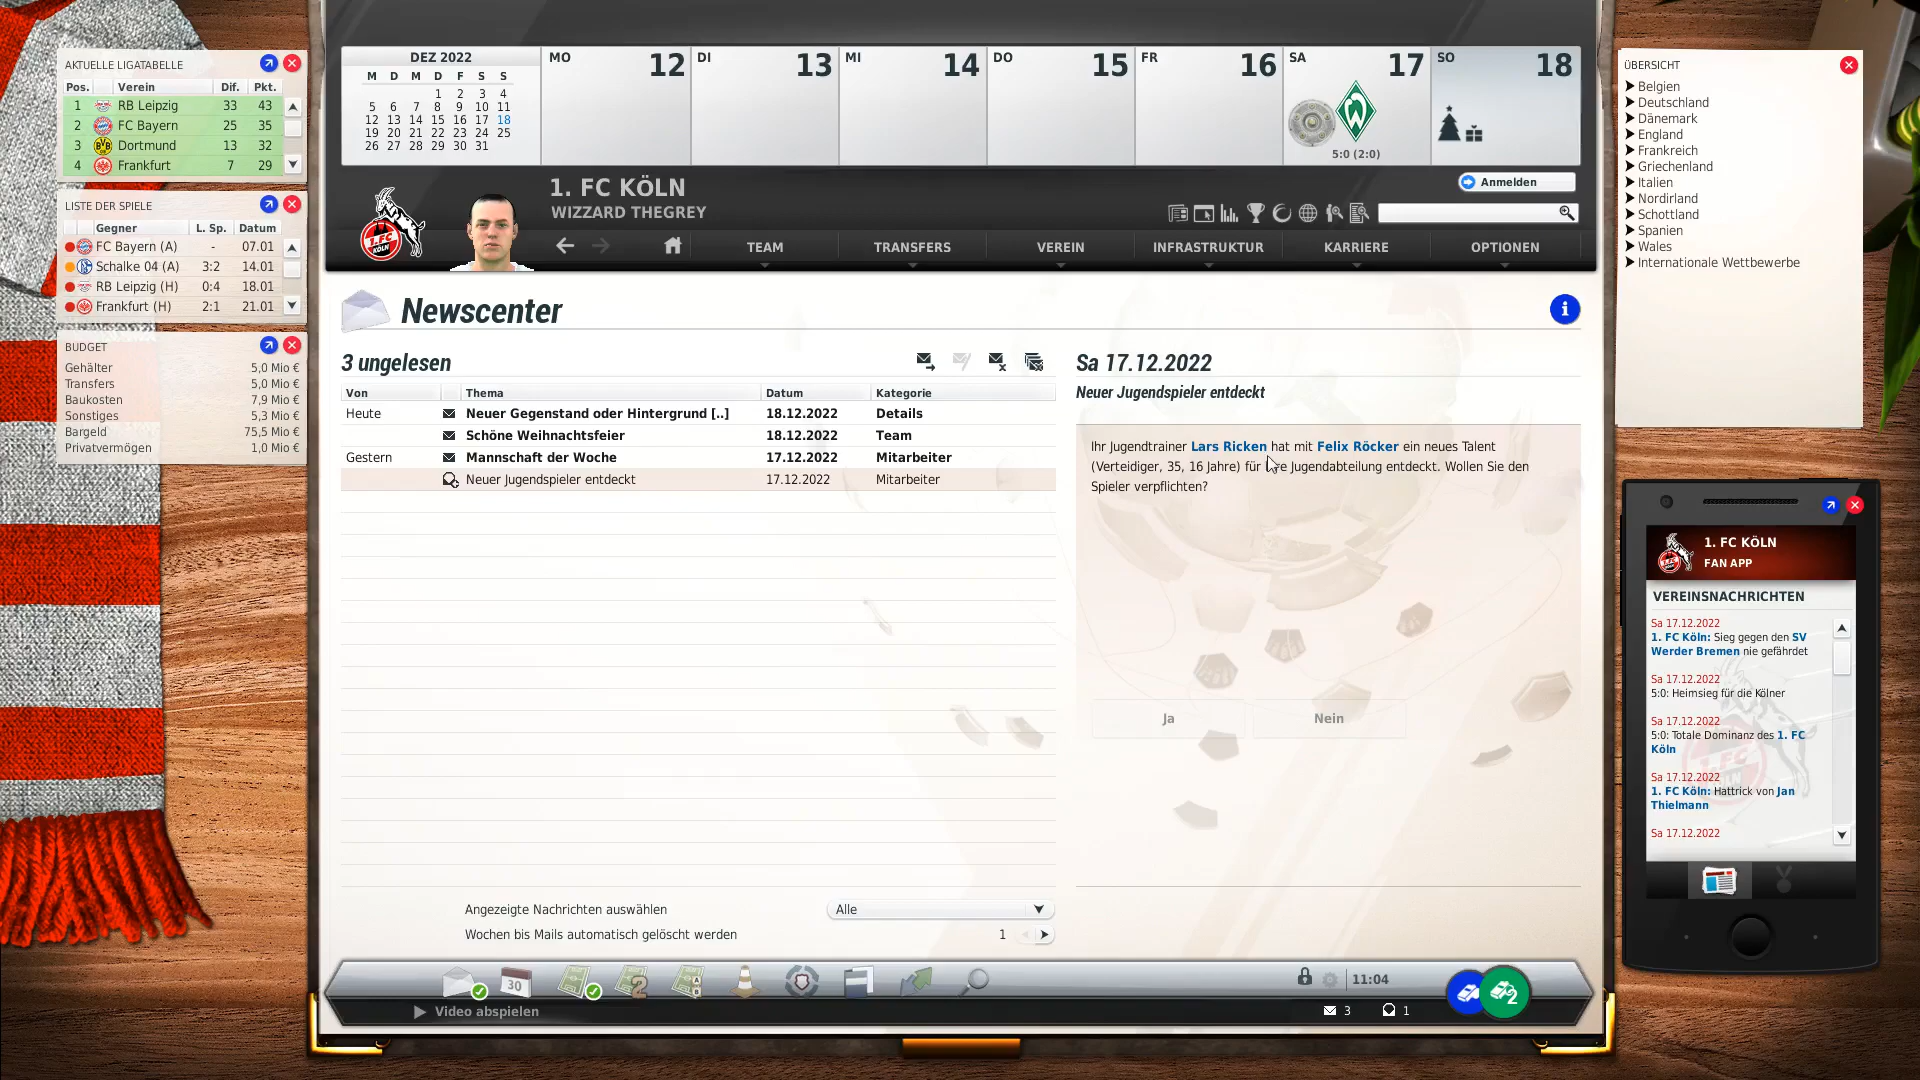 AKTUELLE LIGATABELLE
Pos. Verein Dif. Pkt.
1 RB Leipzig 33 43
2 FC Bayern 25 35
3 Dortmund 13 32
4 Frankfurt 7 29
LISTE DER SPIELE
Gegner L. Sp. Datum
FC Bayern (A) - 07.01
Schalke 04 (A) 3:2 14.01
RB Leipzig (H) 0:4 18.01
Frankfurt (H) 2:1 21.01
BUDGET
Gehälter 5,0 Mio €
Transfers 5,0 Mio €
Baukosten 7,9 Mio €
Sonstiges 5,3 Mio €
Bargeld 75,5 Mio €
Privatvermögen 1,0 Mio €
DEZ 2022
M D M D F S S
1 2 3 4
5 6 7 8 9 10 11
12 13 14 15 16 17 18
19 20 21 22 23 24 25
26 27 28 29 30 31
MO 12 DI 13 MI 14 DO 15 FR 16 SA 17 SO 18
5:0 (2:0)
1. FC KÖLN
WIZZARD THEGREY
Anmelden
TEAM TRANSFERS VEREIN INFRASTRUKTUR KARRIERE OPTIONEN
Newscenter
3 ungelesen
Von Thema Datum Kategorie
Heute Neuer Gegenstand oder Hintergrund [..] 18.12.2022 Details
Schöne Weihnachtsfeier 18.12.2022 Team
Gestern Mannschaft der Woche 17.12.2022 Mitarbeiter
Neuer Jugendspieler entdeckt 17.12.2022 Mitarbeiter
Angezeigte Nachrichten auswählen Alle
Wochen bis Mails automatisch gelöscht werden 1
Sa 17.12.2022
Neuer Jugendspieler entdeckt
Ihr Jugendtrainer Lars Ricken hat mit Felix Röcker ein neues Talent
(Verteidiger, 35, 16 Jahre) für Ihre Jugendabteilung entdeckt. Wollen Sie den
Spieler verpflichten?
Ja Nein
30
2
11:04
2
Video abspielen
3 1
ÜBERSICHT
Belgien
Deutschland
Dänemark
England
Frankreich
Griechenland
Italien
Nordirland
Schottland
Spanien
Wales
Internationale Wettbewerbe
1. FC KÖLN
FAN APP
VEREINSNACHRICHTEN
Sa 17.12.2022
1. FC Köln: Sieg gegen den SV
Werder Bremen nie gefährdet
Sa 17.12.2022
5:0: Heimsieg für die Kölner
Sa 17.12.2022
5:0: Totale Dominanz des 1. FC
Köln
Sa 17.12.2022
1. FC Köln: Hattrick von Jan
Thielmann
Sa 17.12.2022